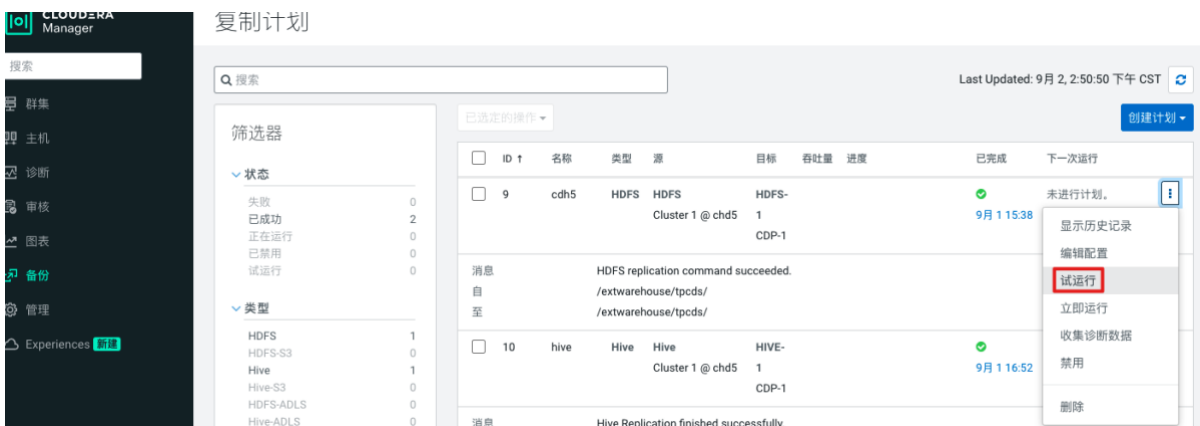 CLOUDERA
Manager
搜索
群集
主机
诊断
审核
图表
备份
管理
Experiences 新建
复制计划
搜索
Last Updated: 9月 2, 2:50:50 下午 CST
筛选器
状态
失败 0
已成功 2
正在运行 0
已禁用 0
试运行 0
类型
HDFS 1
HDFS-S3 0
Hive 1
Hive-S3 0
HDFS-ADLS 0
Hive-ADLS 0
已选定的操作
创建计划
ID ↑ 名称 类型 源 目标 吞吐量 进度 已完成 下一次运行
9 cdh5 HDFS HDFS HDFS- 未进行计划。
Cluster 1 @ chd5 1 9月 1 15:38
CDP-1
消息 HDFS replication command succeeded.
自 /extwarehouse/tpcds/
至 /extwarehouse/tpcds/
10 hive Hive Hive HIVE-
Cluster 1 @ chd5 1 9月 1 16:52
CDP-1
消息 Hive Replication finished successfully.
显示历史记录
编辑配置
试运行
立即运行
收集诊断数据
禁用
删除